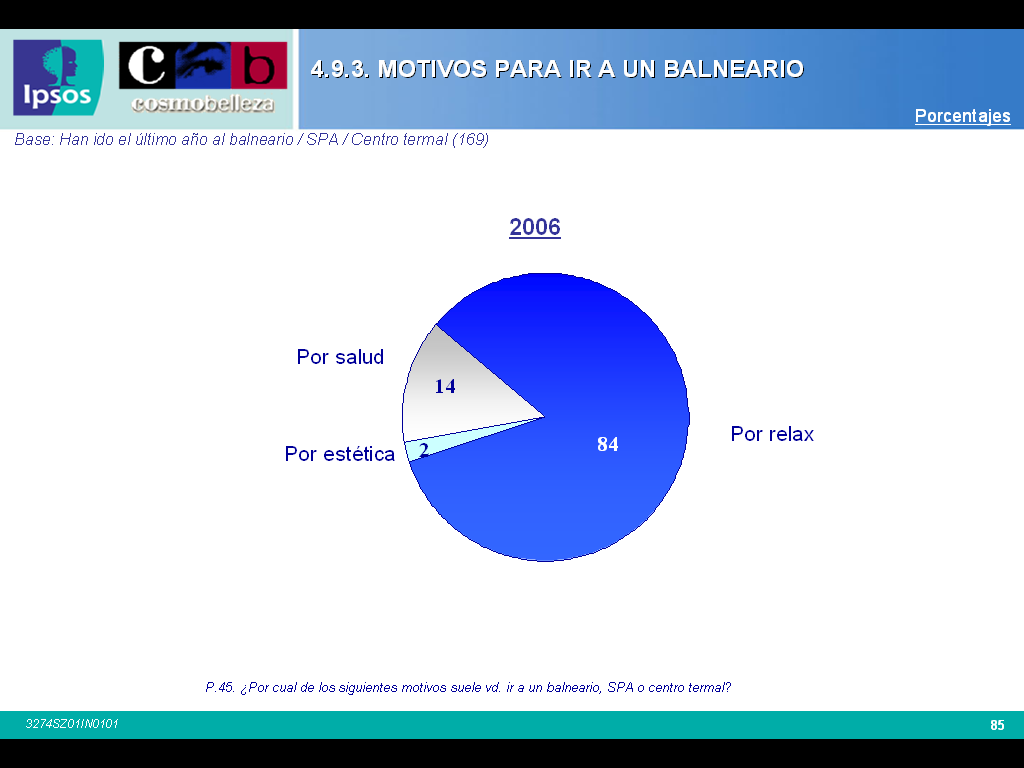 Ipsos
c b
cosmobelleza
4.9.3. MOTIVOS PARA IR A UN BALNEARIO
Porcentajes
Base: Han ido el último año al balneario / SPA / Centro termal (169)
2006
Por salud
14
Por relax
84
Por estética
2
P.45. ¿Por cual de los siguientes motivos suele vd. ir a un balneario, SPA o centro termal?
3274SZ01IN0101
85